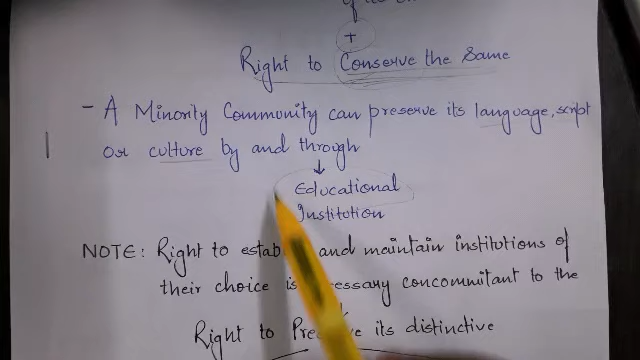 +
Right to Conserve the Same
- A Minority Community can preserve its language, script
or culture by and through
↓
Educational
Institution
NOTE: Right to and maintain institutions of
their choice is concommitant to the
Right to its distinctive